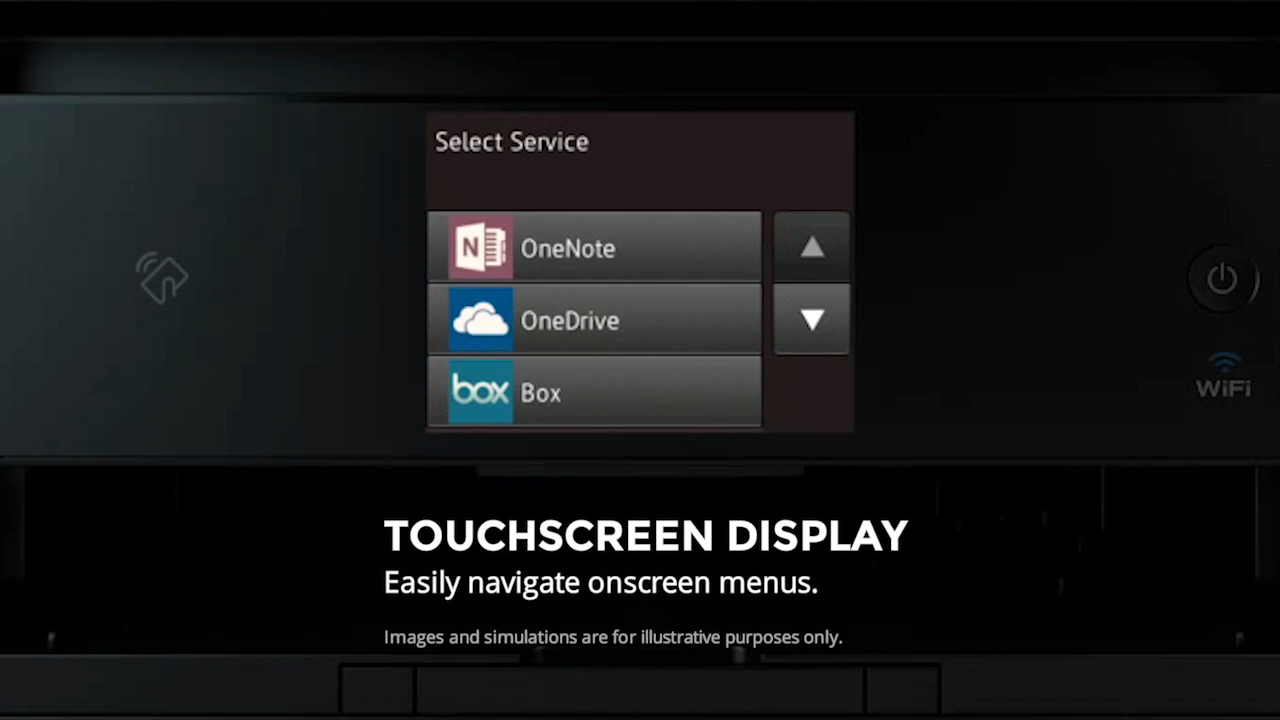 Select Service
N OneNote
OneDrive
box Box
WiFi
TOUCHSCREEN DISPLAY
Easily navigate onscreen menus.
Images and simulations are for illustrative purposes only.